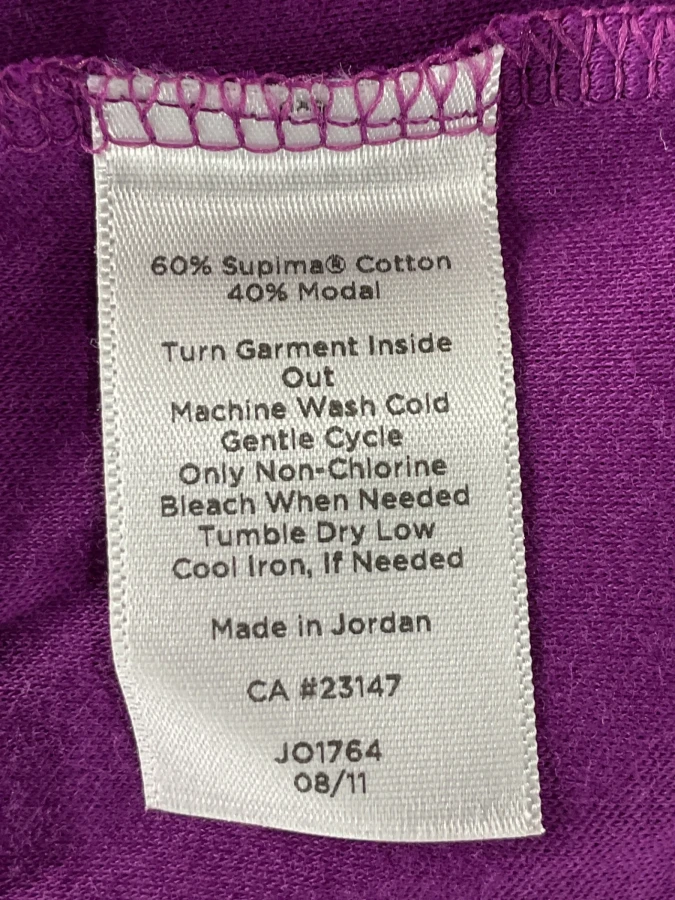 60% Supima® Cotton
40% Modal
Turn Garment Inside
Out
Machine Wash Cold
Gentle Cycle
Only Non-Chlorine
Bleach When Needed
Tumble Dry Low
Cool Iron, If Needed
Made in Jordan
CA #23147
JO1764
08/11